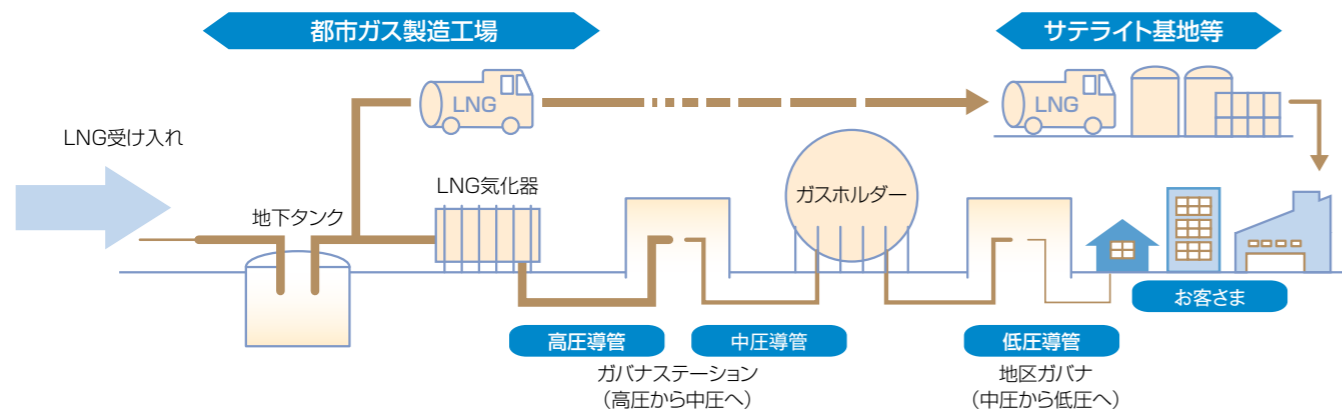 都市ガス製造工場
サテライト基地等
LNG
LNG
LNG受け入れ
地下タンク
LNG気化器
ガスホルダー
お客さま
高圧導管
中圧導管
低圧導管
ガバナステーション
（高圧から中圧へ）
地区ガバナ
（中圧から低圧へ）